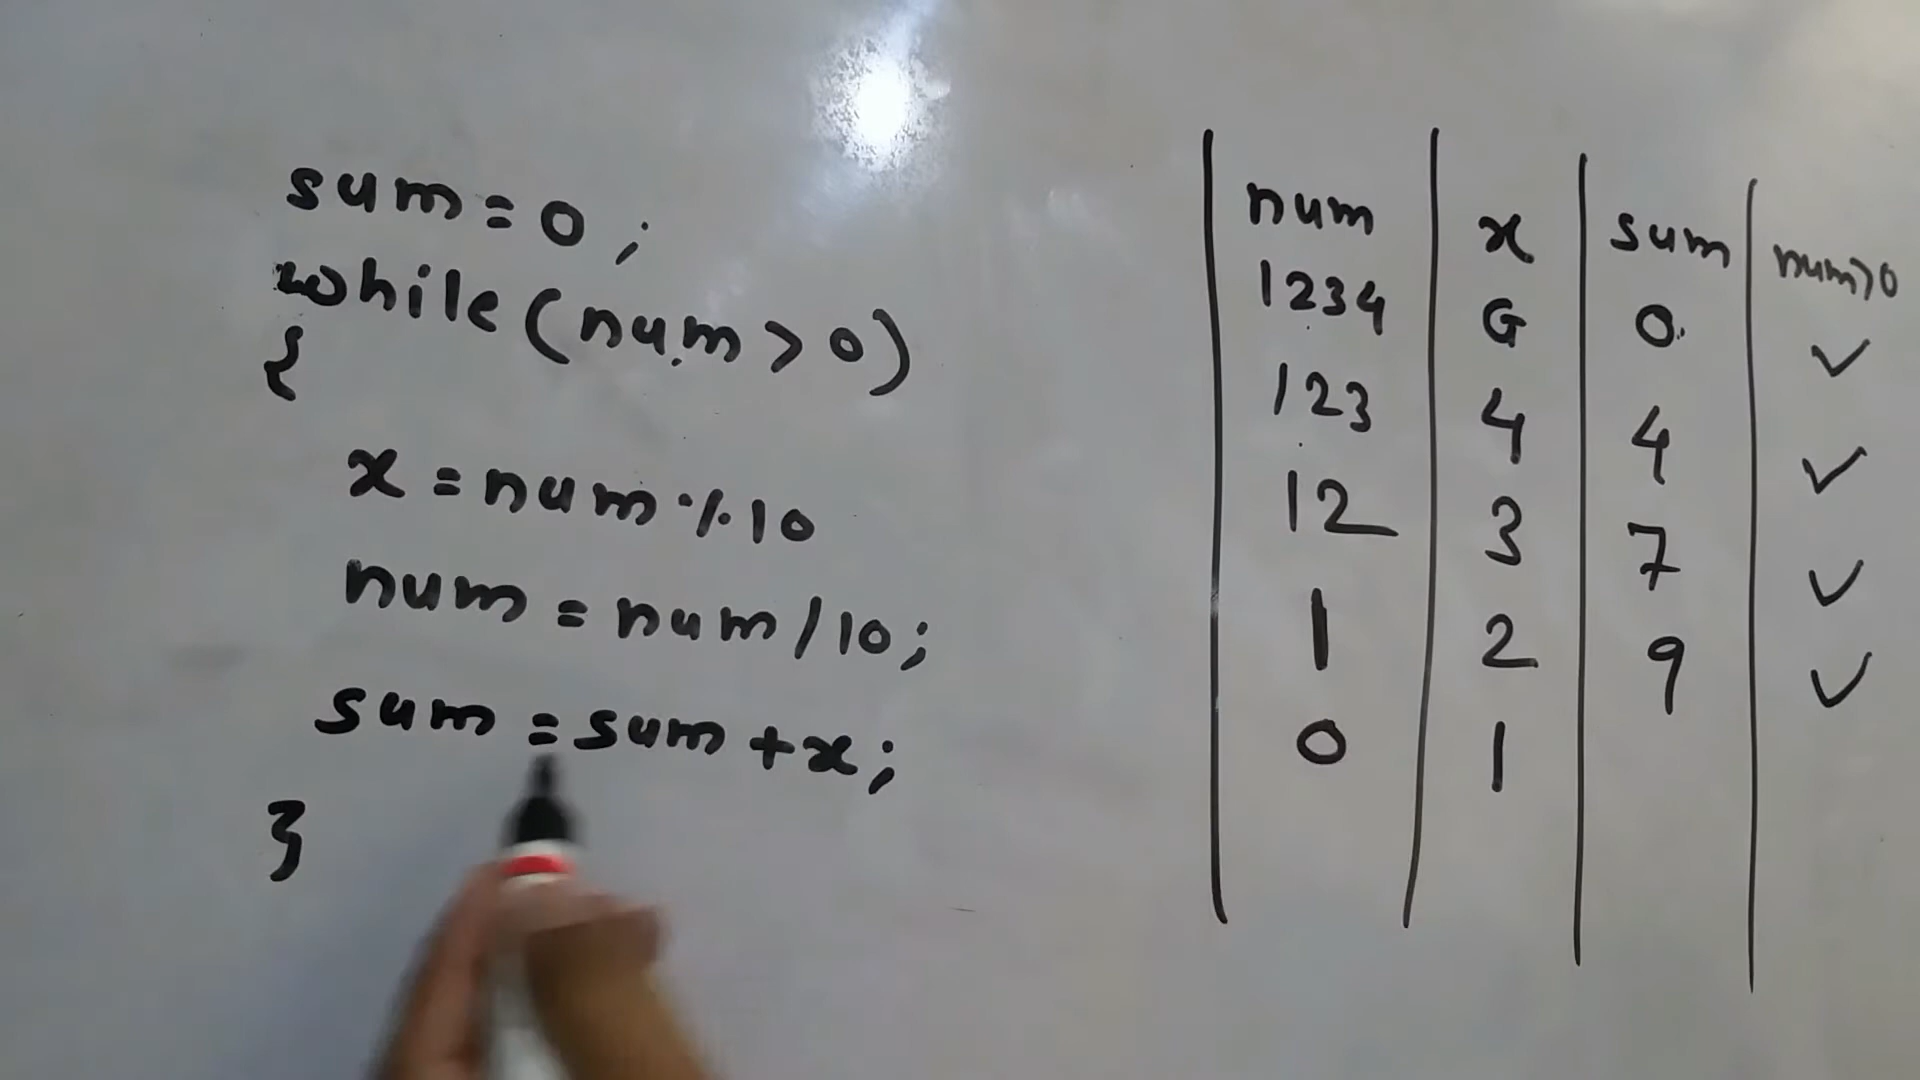 sum=0;
while(num>0)
{
x=num%10
num=num/10;
sum=sum+x;
}
num x sum num>0
1234 G 0 ✓
123 4 4 ✓
12 3 7 ✓
1 2 9 ✓
0 1